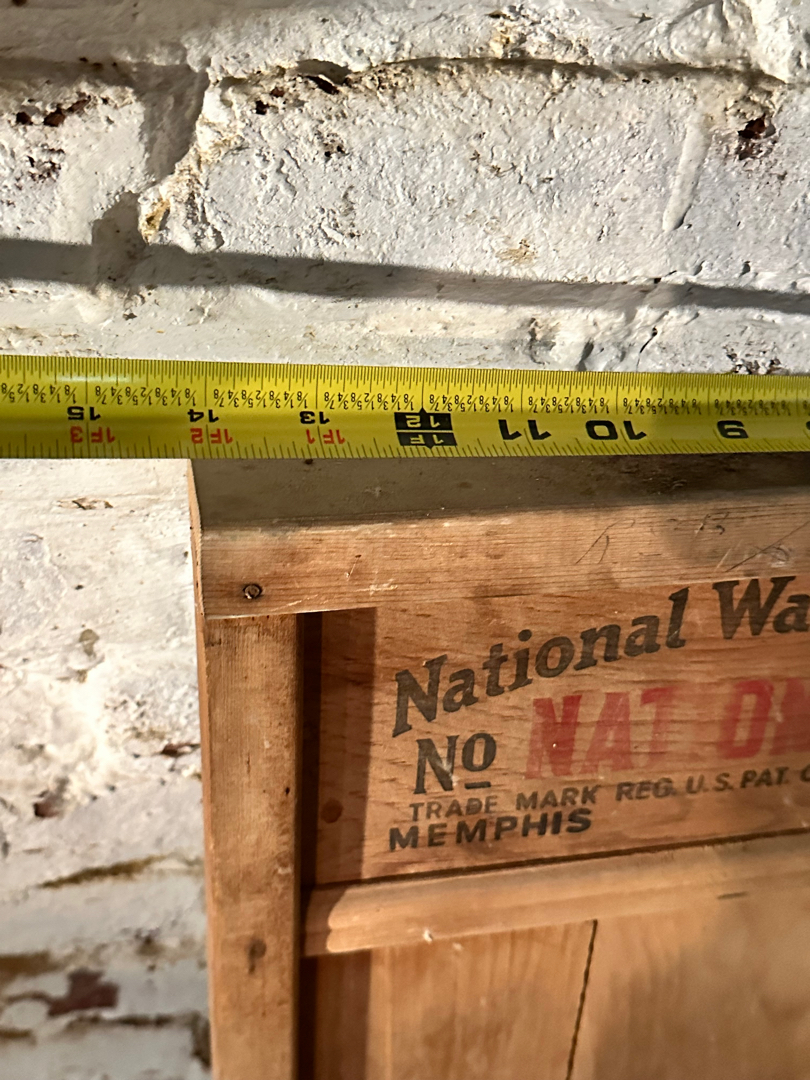 15 14 13 12 11 10 9
1F3 1F2 1F1 1F
National Wa
No NAT ON
TRADE MARK REG. U.S. PAT. O
MEMPHIS